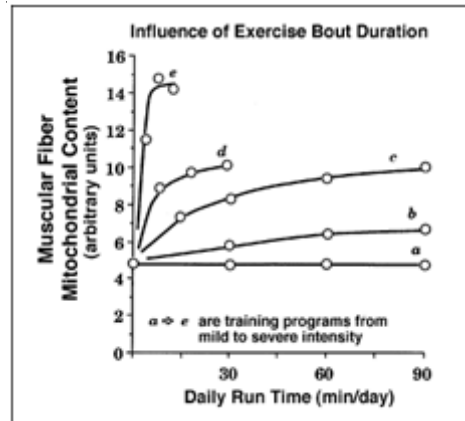 Influence of Exercise Bout Duration
Muscular Fiber
Mitochondrial Content
(arbitrary units)
16
14
12
10
8
6
4
2
0
e
d
c
b
a
a ➪ e are training programs from
mild to severe intensity
30
60
90
Daily Run Time (min/day)